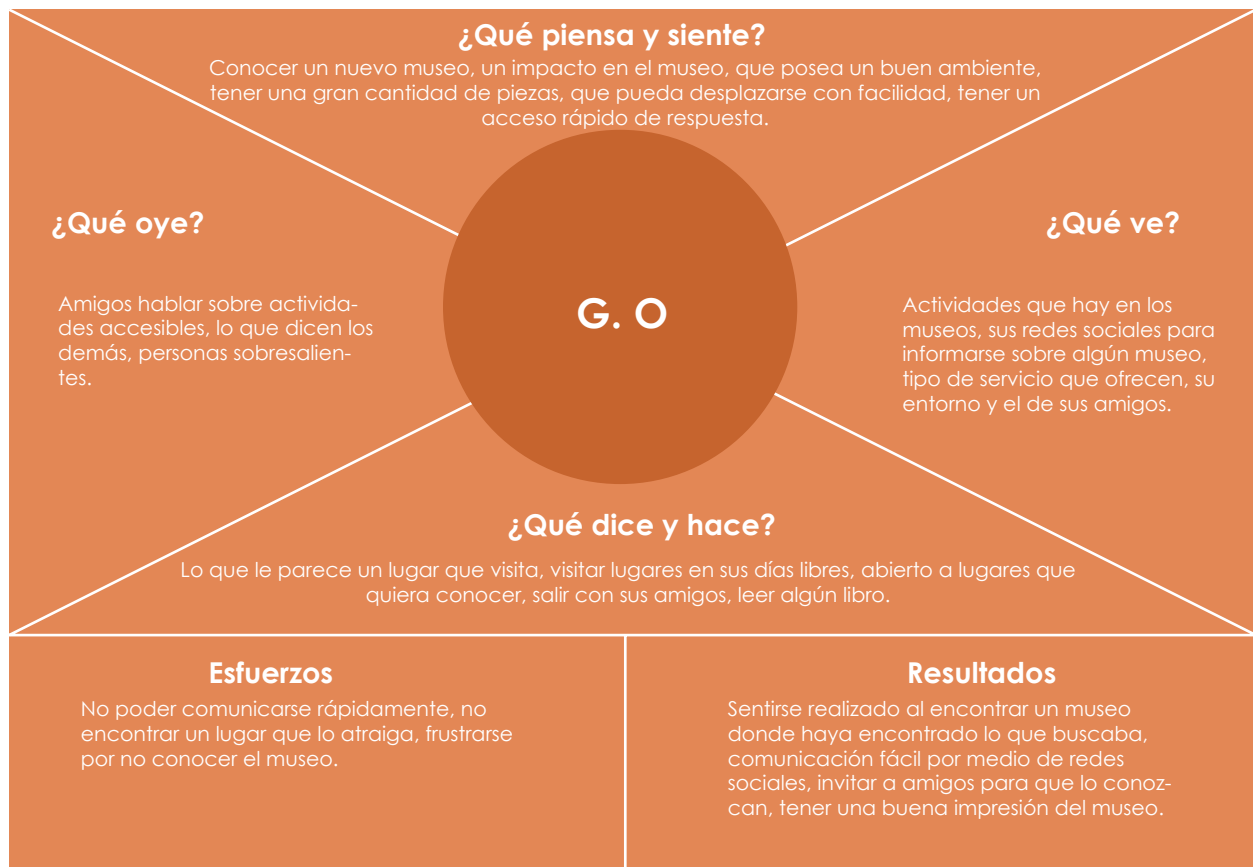 ¿Qué piensa y siente?
Conocer un nuevo museo, un impacto en el museo, que posea un buen ambiente,
tener una gran cantidad de piezas, que pueda desplazarse con facilidad, tener un
acceso rápido de respuesta.
¿Qué oye?
Amigos hablar sobre activida-
des accesibles, lo que dicen los
demás, personas sobresalien-
tes.
G. O
¿Qué ve?
Actividades que hay en los
museos, sus redes sociales para
informarse sobre algún museo,
tipo de servicio que ofrecen, su
entorno y el de sus amigos.
¿Qué dice y hace?
Lo que le parece un lugar que visita, visitar lugares en sus días libres, abierto a lugares que
quiera conocer, salir con sus amigos, leer algún libro.
Esfuerzos
No poder comunicarse rápidamente, no
encontrar un lugar que lo atraiga, frustrarse
por no conocer el museo.
Resultados
Sentirse realizado al encontrar un museo
donde haya encontrado lo que buscaba,
comunicación fácil por medio de redes
sociales, invitar a amigos para que lo conoz-
can, tener una buena impresión del museo.